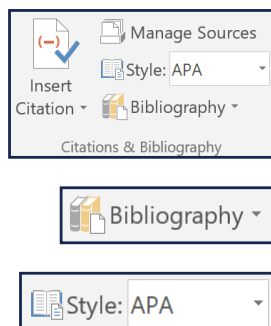 Manage Sources
Style: APA
Insert
Citation
Bibliography
Citations & Bibliography
Bibliography
Style: APA